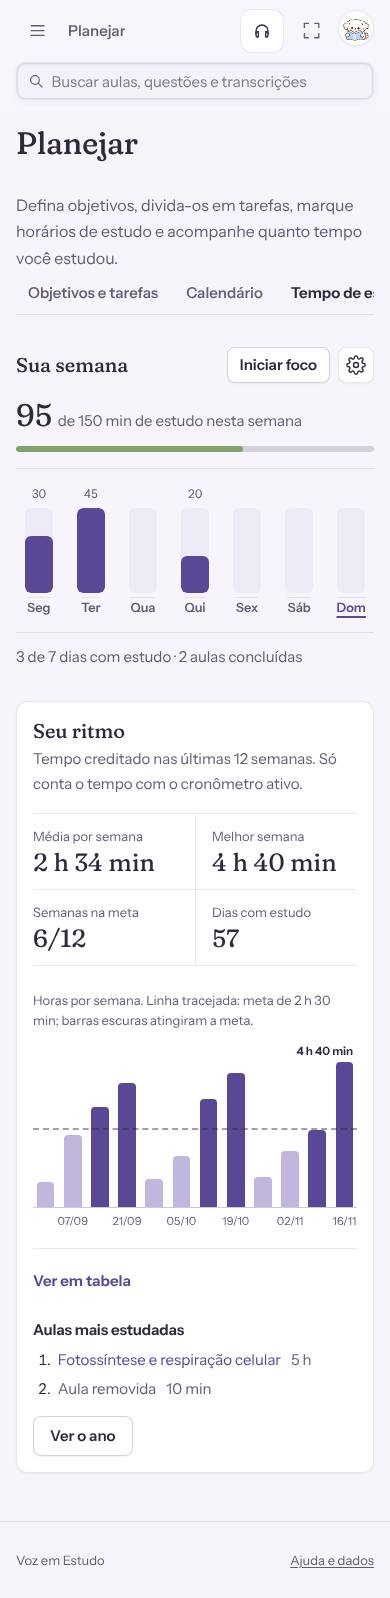 Planejar
Buscar aulas, questões e transcrições
Planejar
Defina objetivos, divida-os em tarefas, marque
horários de estudo e acompanhe quanto tempo
você estudou.
Objetivos e tarefas Calendário Tempo de es
Sua semana Iniciar foco
95 de 150 min de estudo nesta semana
30 45 20
Seg Ter Qua Qui Sex Sáb Dom
3 de 7 dias com estudo · 2 aulas concluídas
Seu ritmo
Tempo creditado nas últimas 12 semanas. Só
conta o tempo com o cronômetro ativo.
Média por semana Melhor semana
2 h 34 min 4 h 40 min
Semanas na meta Dias com estudo
6/12 57
Horas por semana. Linha tracejada: meta de 2 h 30
min; barras escuras atingiram a meta.
4 h 40 min
07/09 21/09 05/10 19/10 02/11 16/11
Ver em tabela
Aulas mais estudadas
1. Fotossíntese e respiração celular 5 h
2. Aula removida 10 min
Ver o ano
Voz em Estudo Ajuda e dados